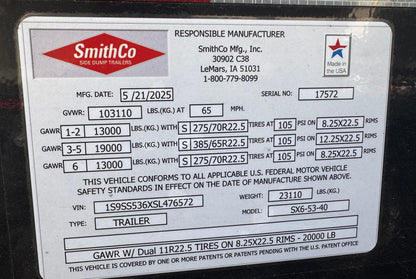 SmithCo
SIDE DUMP TRAILERS
RESPONSIBLE MANUFACTURER
SmithCo Mfg., Inc.
30902 C38
LeMars, IA 51031
1-800-779-8099
Made in
the USA
MFG. DATE: 5 /21/2025 SERIAL NO: 17572
GVWR: 103110 LBS.(KG.) AT 65 MPH.
GAWR 1-2 13000 LBS.(KG.) WITH S 275/70R22.5 TIRES AT 105 PSI ON 8.25X22.5 RIMS
GAWR 3-5 19000 LBS.(KG.) WITH S 385/65R22.5 TIRES AT 105 PSI ON 12.25X22.5 RIMS
GAWR 6 13000 LBS.(KG.) WITH S 275/70R22.5 TIRES AT 105 PSI ON 8.25X22.5 RIMS
THIS VEHICLE CONFORMS TO ALL APPLICABLE U.S. FEDERAL MOTOR VEHICLE
SAFETY STANDARDS IN EFFECT ON THE DATE OF MANUFACTURE SHOWN ABOVE.
VIN: 1S9SS536XSL476572 WEIGHT: 23110 LBS.(KG.)
TYPE: TRAILER MODEL: SX6-53-40
GAWR W/ Dual 11R22.5 TIRES ON 8.25X22.5 RIMS - 20000 LB
THIS VEHICLE IS COVERED BY ONE OR MORE PATENTS OR PATENTS PENDING IN THE U.S. PATENT OFFICE